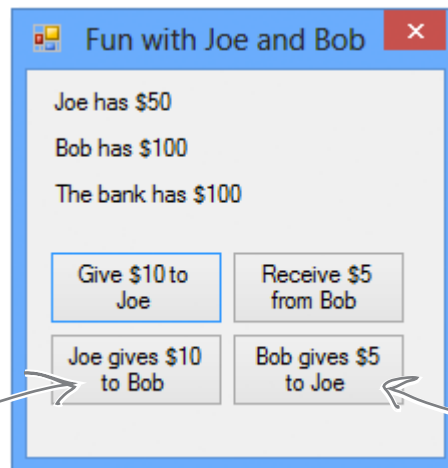 Fun with Joe and Bob
Joe has $50
Bob has $100
The bank has $100
Give $10 to
Joe
Receive $5
from Bob
Joe gives $10
to Bob
Bob gives $5
to Joe